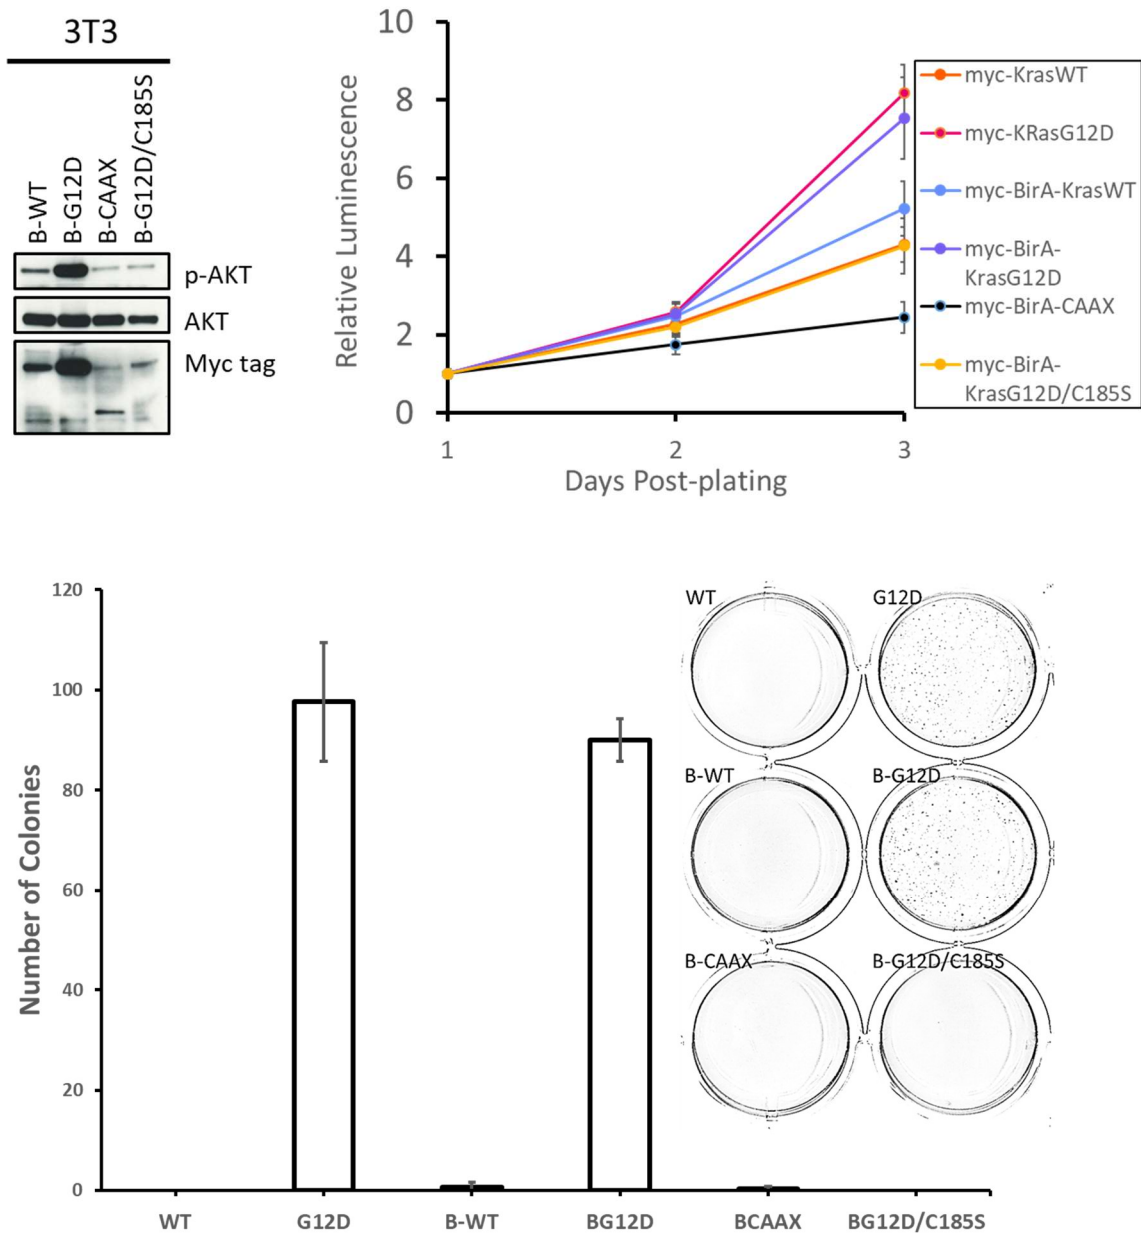 3T3
B-WT
B-G12D
B-CAAX
B-G12D/C185S
p-AKT
AKT
Myc tag
Relative Luminescence
10
8
6
4
2
0
1
2
3
Days Post-plating
myc-KrasWT
myc-KRasG12D
myc-BirA-KrasWT
myc-BirA-
KrasG12D
myc-BirA-CAAX
myc-BirA-
KrasG12D/C185S
Number of Colonies
120
100
80
60
40
20
0
WT
G12D
B-WT
BG12D
BCAAX
BG12D/C185S
WT
G12D
B-WT
B-G12D
B-CAAX
B-G12D/C185S